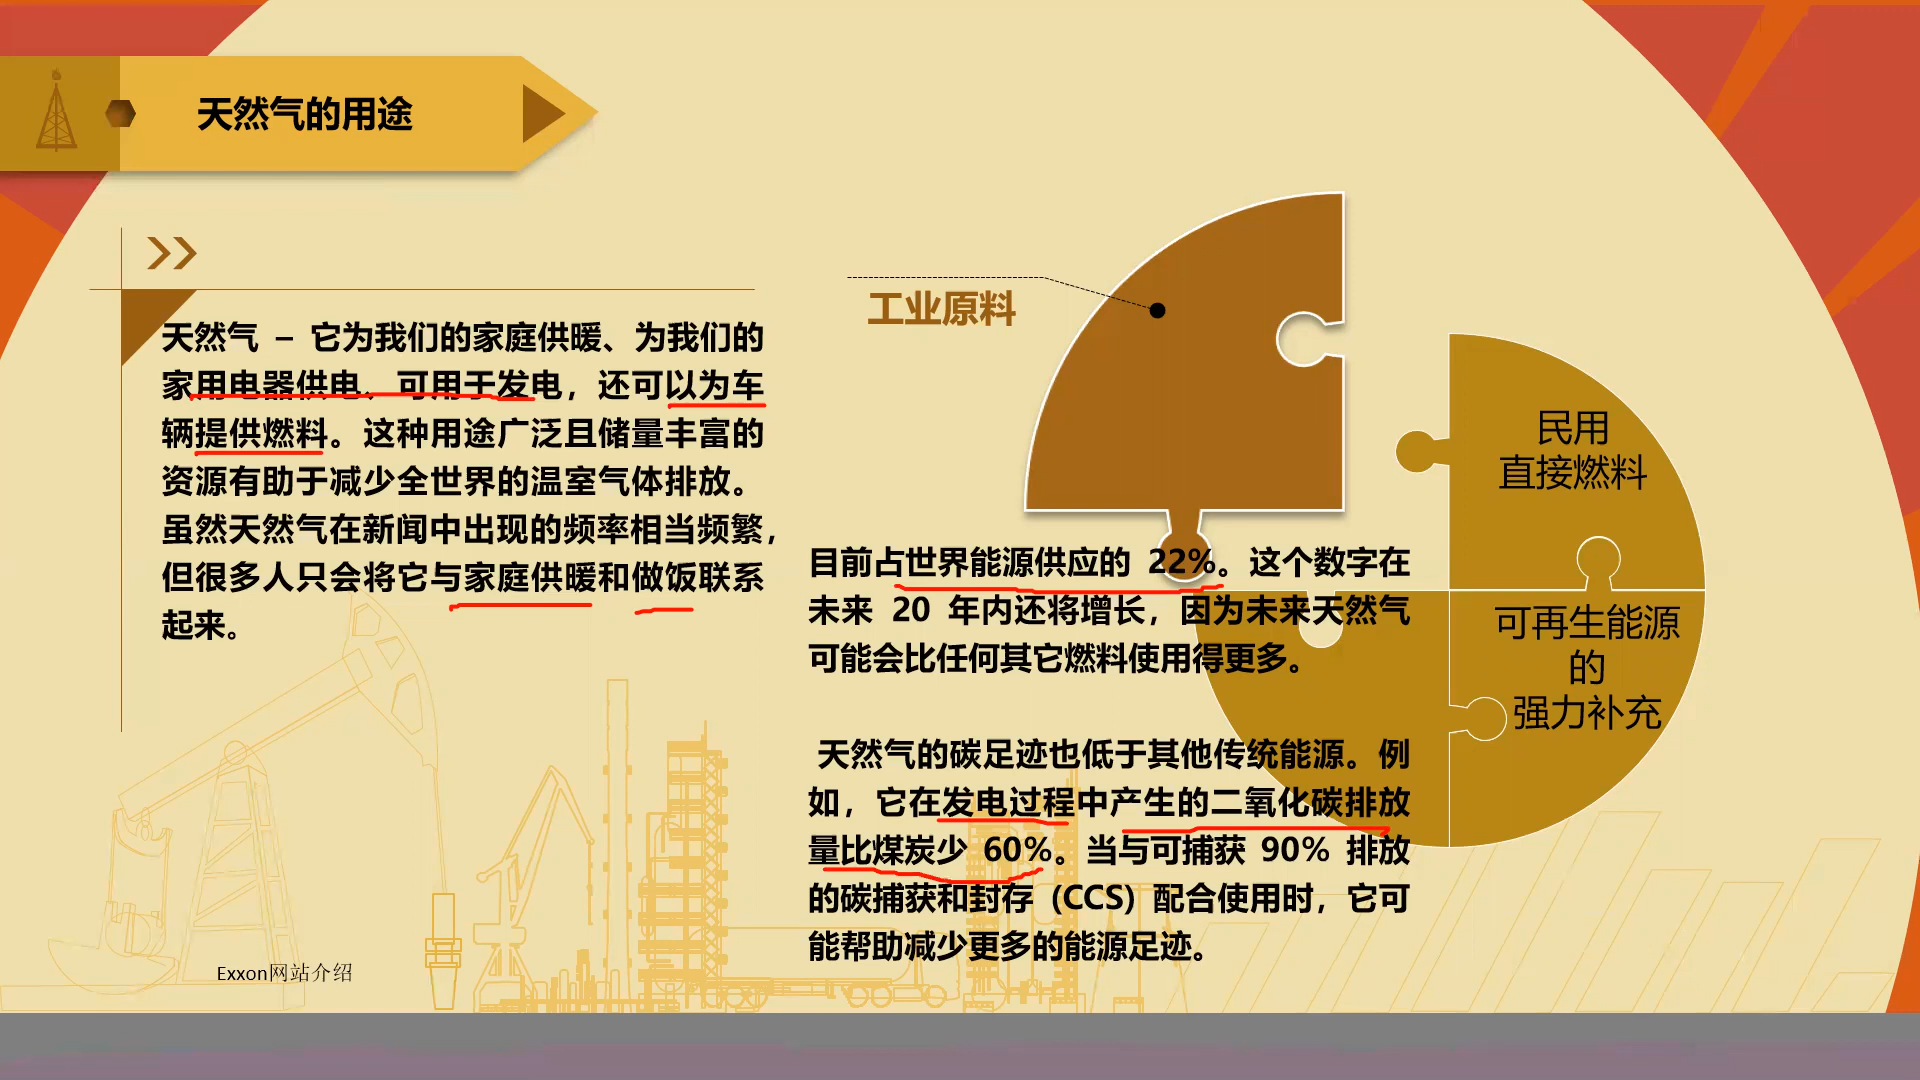 天然气的用途
天然气 – 它为我们的家庭供暖、为我们的
家用电器供电、可用于发电，还可以为车
辆提供燃料。这种用途广泛且储量丰富的
资源有助于减少全世界的温室气体排放。
虽然天然气在新闻中出现的频率相当频繁，
但很多人只会将它与家庭供暖和做饭联系
起来。
Exxon网站介绍
工业原料
民用
直接燃料
可再生能源
的
强力补充
目前占世界能源供应的 22%。这个数字在
未来 20 年内还将增长，因为未来天然气
可能会比任何其它燃料使用得更多。
天然气的碳足迹也低于其他传统能源。例
如，它在发电过程中产生的二氧化碳排放
量比煤炭少 60%。当与可捕获 90% 排放
的碳捕获和封存 (CCS) 配合使用时，它可
能帮助减少更多的能源足迹。